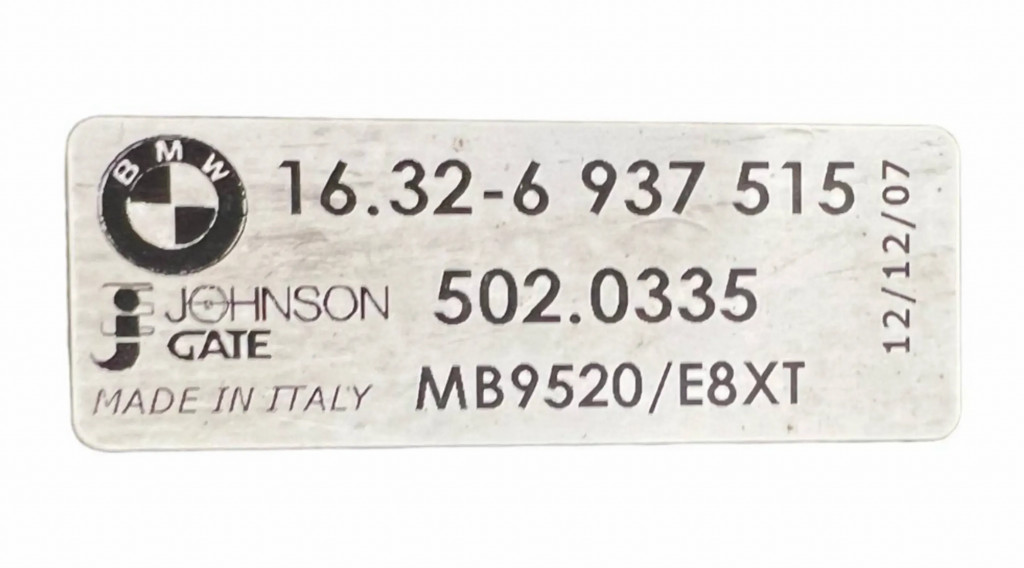 BMW
16.32-6 937 515
JOHNSON
GATE
502.0335
MADE IN ITALY
MB9520/E8XT
12/12/07